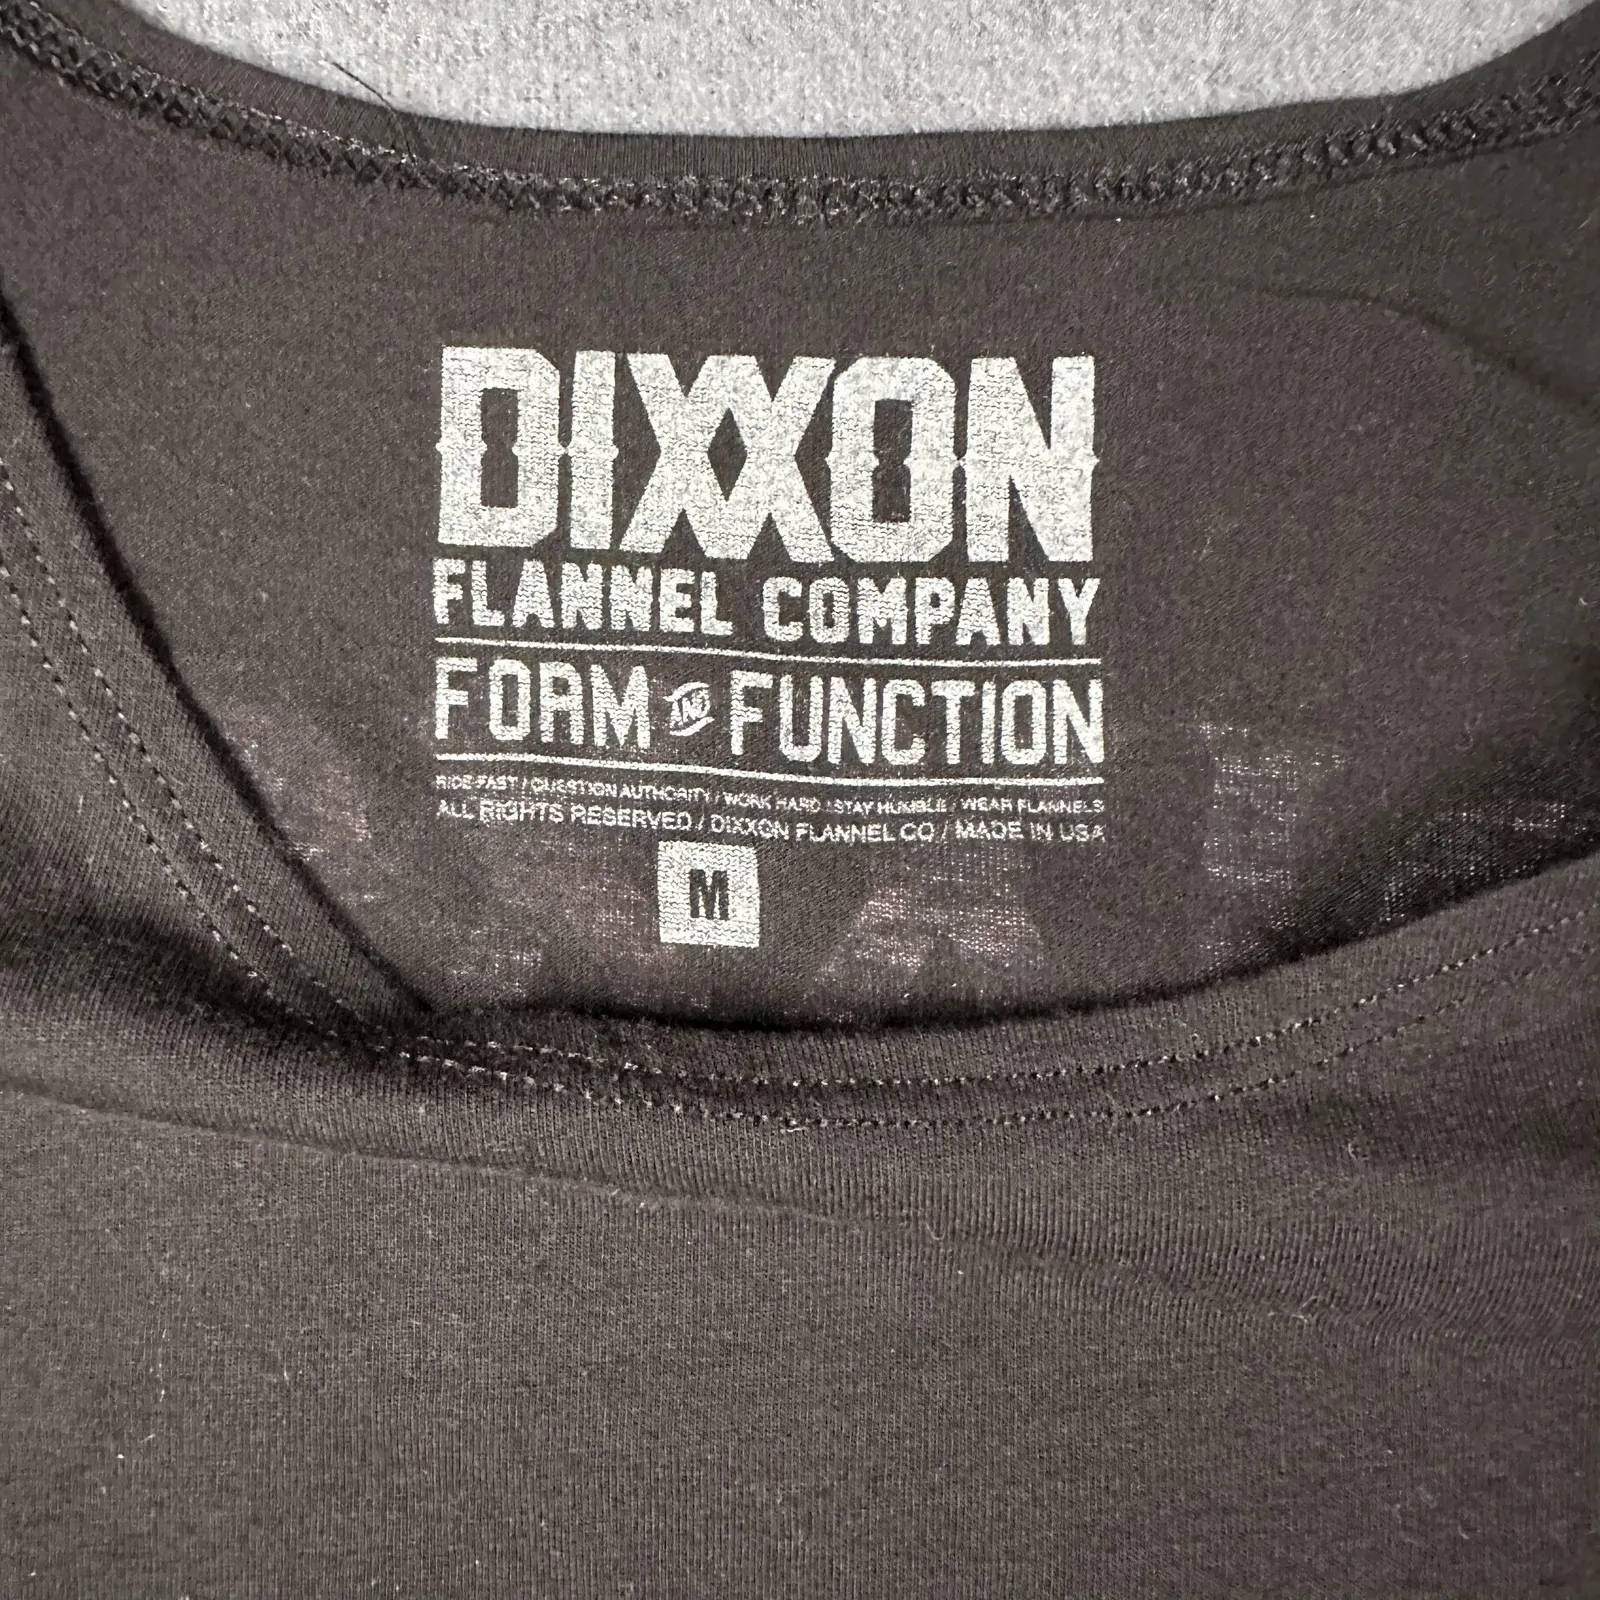 DIXXON
FLANNEL COMPANY
FORM AND FUNCTION
RIDE FAST / QUESTION AUTHORITY / WORK HARD / STAY HUMBLE / WEAR FLANNELS
ALL RIGHTS RESERVED / DIXXON FLANNEL CO / MADE IN USA
M